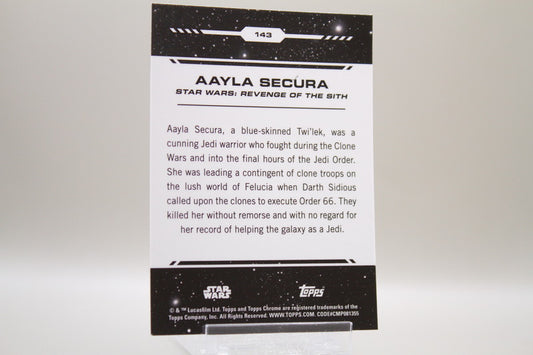 143
AAYLA SECURA
STAR WARS: REVENGE OF THE SITH
Aayla Secura, a blue-skinned Twi'lek, was a
cunning Jedi warrior who fought during the Clone
Wars and into the final hours of the Jedi Order.
She was leading a contingent of clone troops on
the lush world of Felucia when Darth Sidious
called upon the clones to execute Order 66. They
killed her without remorse and with no regard for
her record of helping the galaxy as a Jedi.
STAR WARS
Topps
© & ™ Lucasfilm Ltd. Topps and Topps Chrome are registered trademarks of The
Topps Company, Inc. All Rights Reserved. WWW.TOPPS.COM. CODE#CMP081355